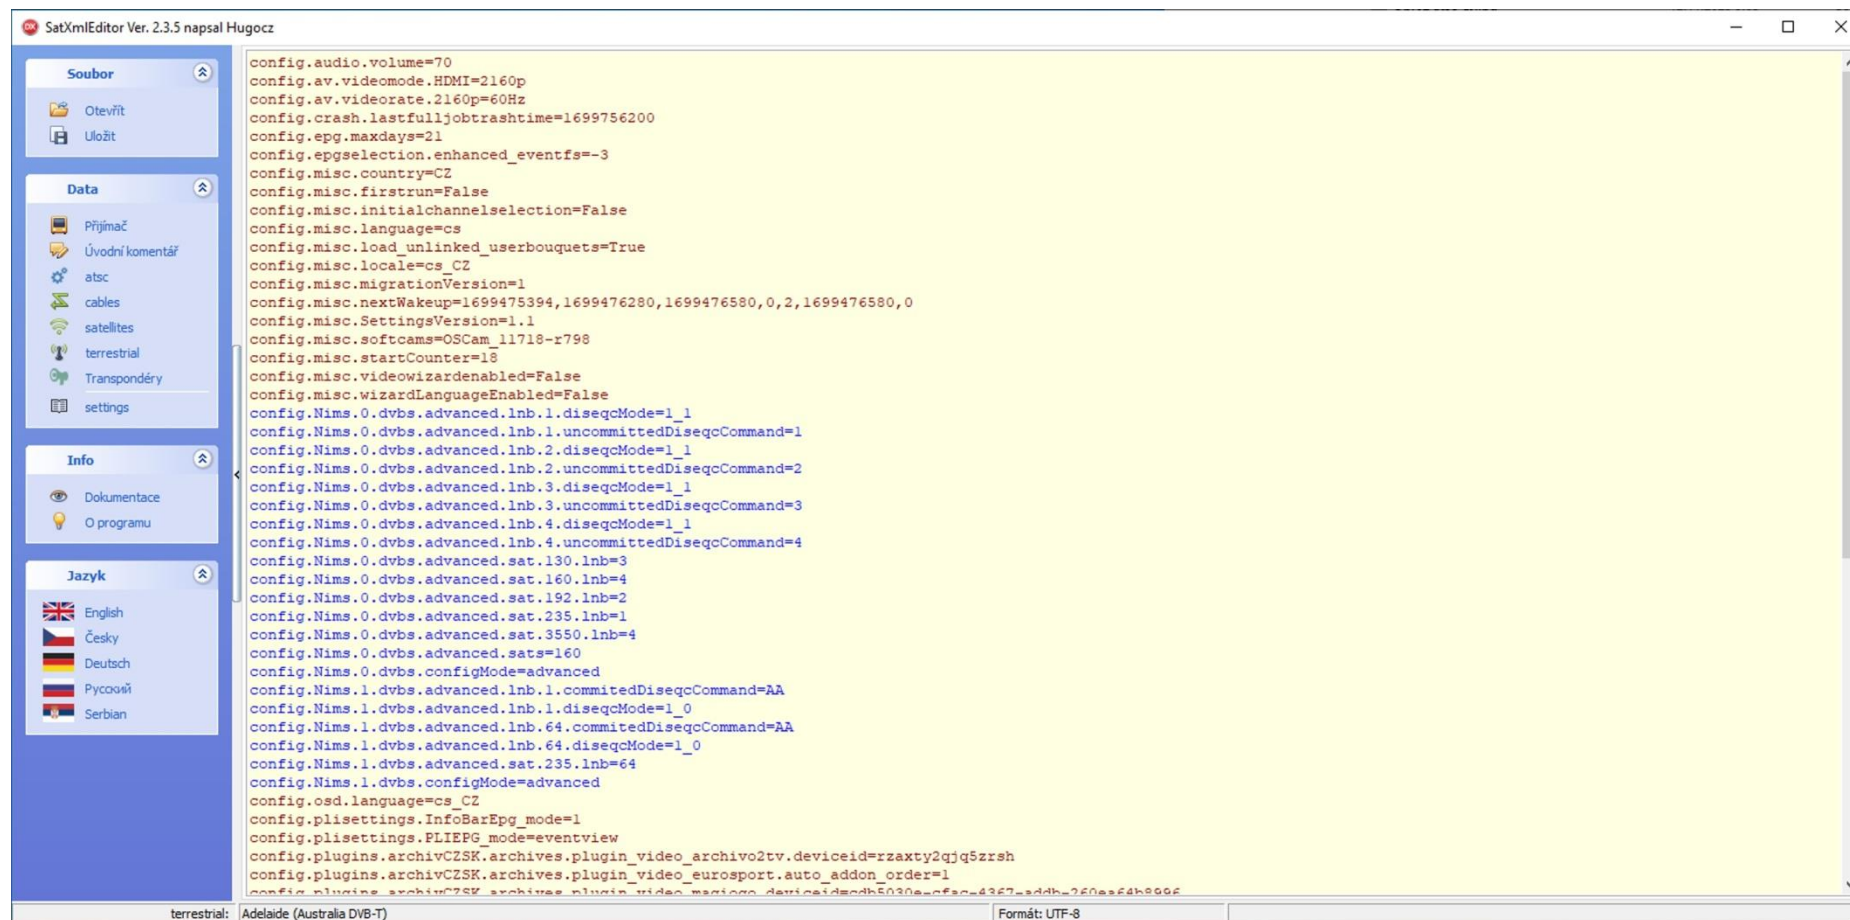 SatXmlEditor Ver. 2.3.5 napsal Hugocz
Soubor
Otevřít
Uložit
Data
Přijímač
Úvodní komentář
atsc
cables
satellites
terrestrial
Transpondéry
settings
Info
Dokumentace
O programu
Jazyk
English
Česky
Deutsch
Русский
Serbian
config.audio.volume=70
config.av.videomode.HDMI=2160p
config.av.videorate.2160p=60Hz
config.crash.lastfulljobtrashtime=1699756200
config.epg.maxdays=21
config.epgselection.enhanced_eventfs=-3
config.misc.country=CZ
config.misc.firstrun=False
config.misc.initialchannelselection=False
config.misc.language=cs
config.misc.load_unlinked_userbouquets=True
config.misc.locale=cs_CZ
config.misc.migrationVersion=1
config.misc.nextWakeup=1699475394,1699476280,1699476580,0,2,1699476580,0
config.misc.SettingsVersion=1.1
config.misc.softcams=OSCam_11718-r798
config.misc.startCounter=18
config.misc.videowizardenabled=False
config.misc.wizardLanguageEnabled=False
config.Nims.0.dvbs.advanced.lnb.1.diseqcMode=1_1
config.Nims.0.dvbs.advanced.lnb.1.uncommittedDiseqcCommand=1
config.Nims.0.dvbs.advanced.lnb.2.diseqcMode=1_1
config.Nims.0.dvbs.advanced.lnb.2.uncommittedDiseqcCommand=2
config.Nims.0.dvbs.advanced.lnb.3.diseqcMode=1_1
config.Nims.0.dvbs.advanced.lnb.3.uncommittedDiseqcCommand=3
config.Nims.0.dvbs.advanced.lnb.4.diseqcMode=1_1
config.Nims.0.dvbs.advanced.lnb.4.uncommittedDiseqcCommand=4
config.Nims.0.dvbs.advanced.sat.130.lnb=3
config.Nims.0.dvbs.advanced.sat.160.lnb=4
config.Nims.0.dvbs.advanced.sat.192.lnb=2
config.Nims.0.dvbs.advanced.sat.235.lnb=1
config.Nims.0.dvbs.advanced.sat.3550.lnb=4
config.Nims.0.dvbs.advanced.sats=160
config.Nims.0.dvbs.configMode=advanced
config.Nims.1.dvbs.advanced.lnb.1.commitedDiseqcCommand=AA
config.Nims.1.dvbs.advanced.lnb.1.diseqcMode=1_0
config.Nims.1.dvbs.advanced.lnb.64.commitedDiseqcCommand=AA
config.Nims.1.dvbs.advanced.lnb.64.diseqcMode=1_0
config.Nims.1.dvbs.advanced.sat.235.lnb=64
config.Nims.1.dvbs.configMode=advanced
config.osd.language=cs_CZ
config.plisettings.InfoBarEpg_mode=1
config.plisettings.PLIEPG_mode=eventview
config.plugins.archivCZSK.archives.plugin_video_archivo2tv.deviceid=rzaxty2qjq5zrsh
config.plugins.archivCZSK.archives.plugin_video_eurosport.auto_addon_order=1
config.plugins.archivCZSK.archives.plugin_video_magiogo.deviceid=cdb5030e-cfac-4367-addb-260ea64b8996
terrestrial: Adelaide (Australia DVB-T) Formát: UTF-8